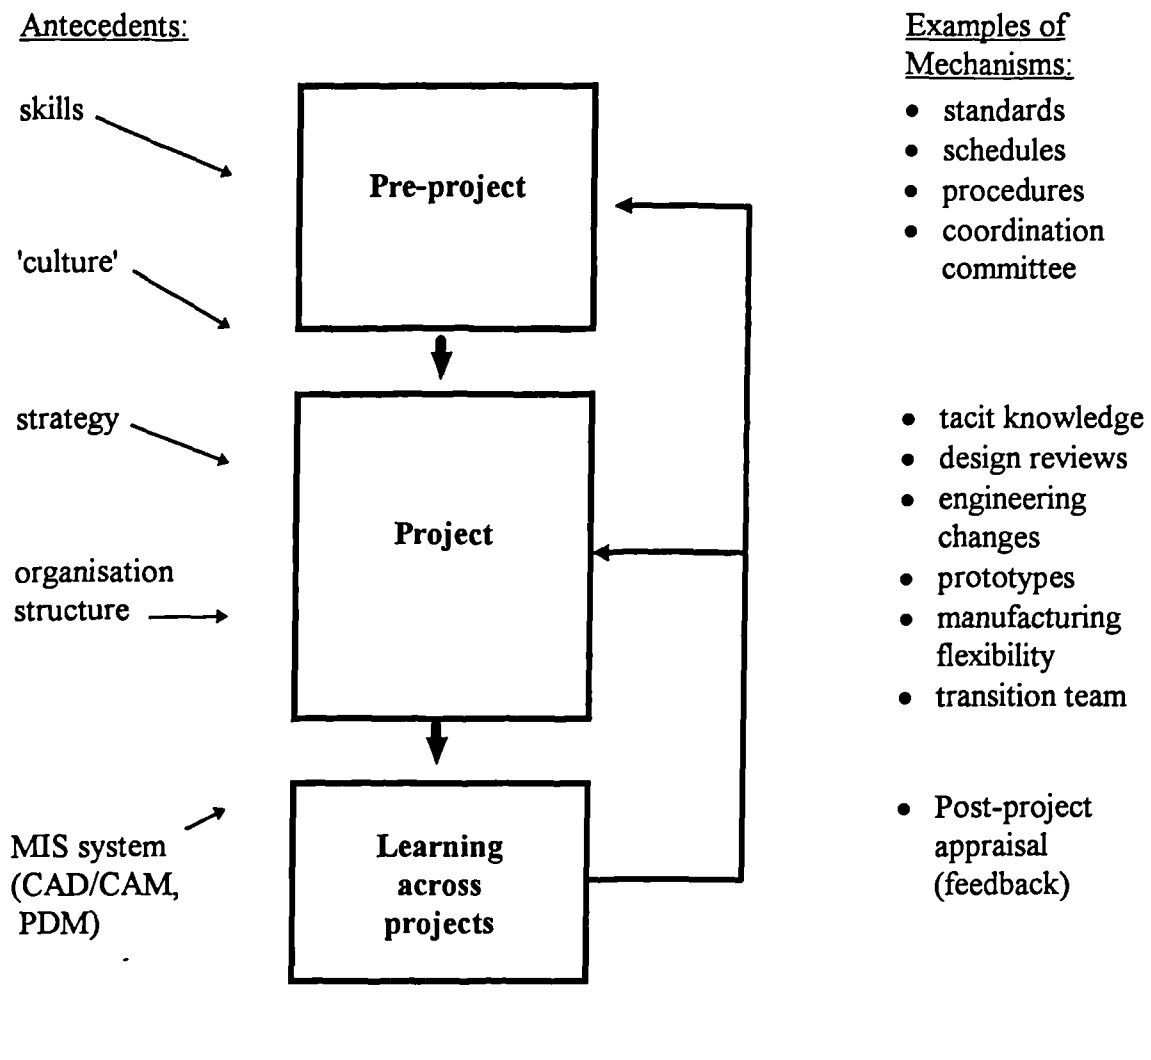 Antecedents:
skills
'culture'
strategy
organisation
structure
MIS system
(CAD/CAM,
PDM)
Pre-project
Project
Learning
across
projects
Examples of
Mechanisms:
• standards
• schedules
• procedures
• coordination
committee
• tacit knowledge
• design reviews
• engineering
changes
• prototypes
• manufacturing
flexibility
• transition team
• Post-project
appraisal
(feedback)